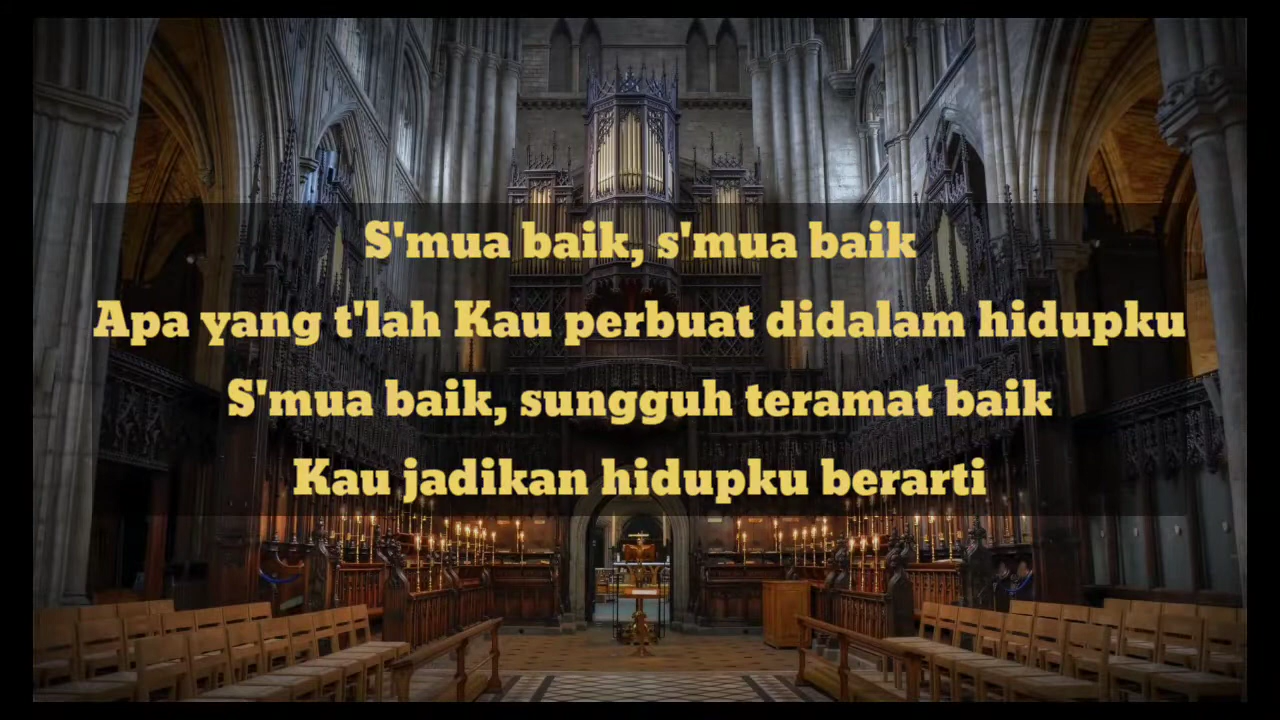 S'mua baik, s'mua baik
Apa yang t'lah Kau perbuat didalam hidupku
S'mua baik, sungguh teramat baik
Kau jadikan hidupku berarti